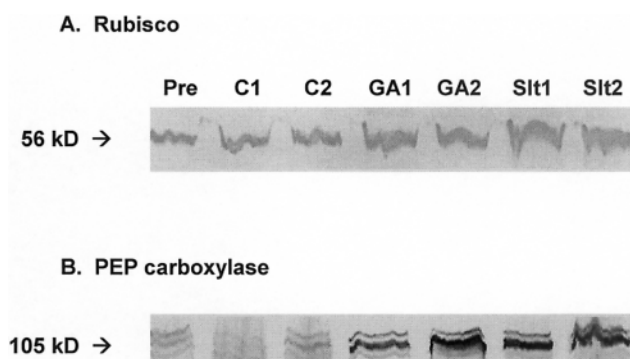 A. Rubisco
Pre C1 C2 GA1 GA2 Slt1 Slt2
56 kD →
B. PEP carboxylase
105 kD →